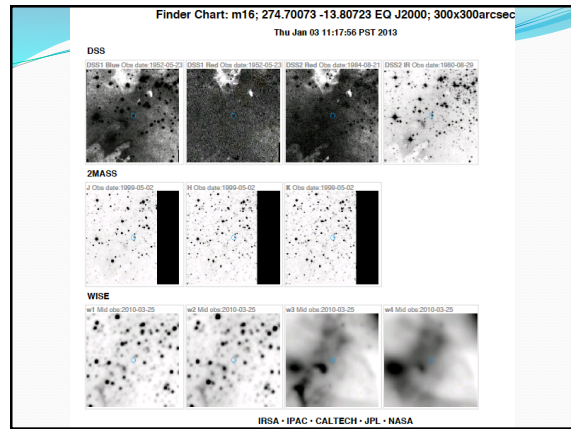 Finder Chart: m16; 274.70073 -13.80723 EQ J2000; 300x300arcsec
Thu Jan 03 11:17:56 PST 2013
DSS
DSS1 Blue Obs date:1952-05-23 DSS1 Red Obs date:1952-05-23 DSS2 Red Obs date:1984-08-21 DSS2 IR Obs date:1980-08-29
2MASS
J Obs date:1999-05-02 H Obs date:1999-05-02 K Obs date:1999-05-02
WISE
w1 Mid obs:2010-03-25 w2 Mid obs:2010-03-25 w3 Mid obs:2010-03-25 w4 Mid obs:2010-03-25
IRSA • IPAC • CALTECH • JPL • NASA